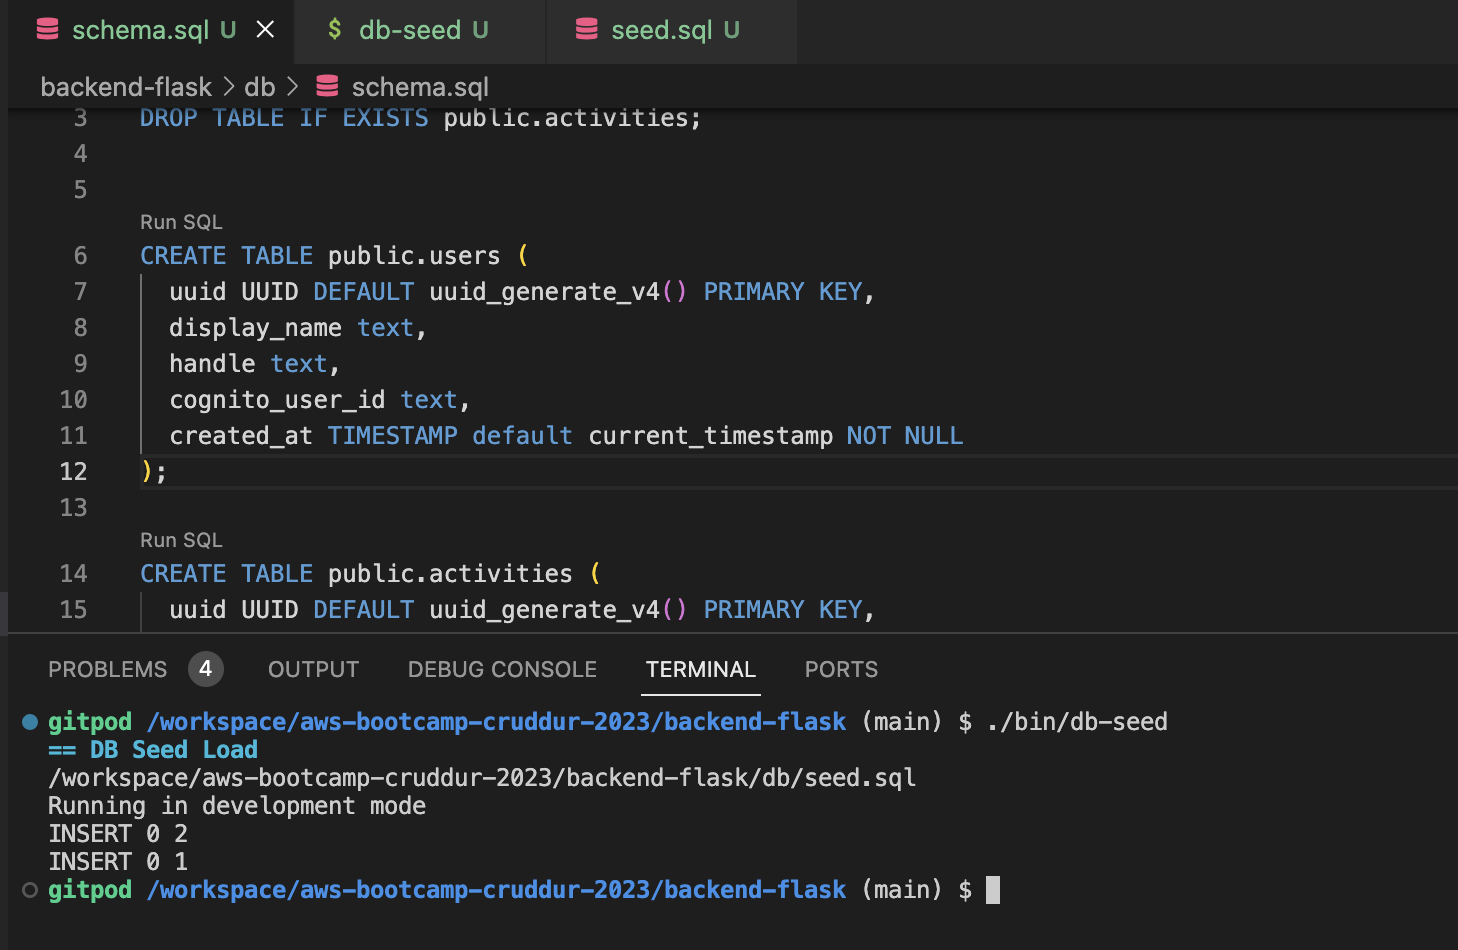 schema.sql U ×
$ db-seed U
seed.sql U
backend-flask > db > schema.sql
3 DROP TABLE IF EXISTS public.activities;
4
5
Run SQL
6 CREATE TABLE public.users (
7 uuid UUID DEFAULT uuid_generate_v4() PRIMARY KEY,
8 display_name text,
9 handle text,
10 cognito_user_id text,
11 created_at TIMESTAMP default current_timestamp NOT NULL
12 );
13
Run SQL
14 CREATE TABLE public.activities (
15 uuid UUID DEFAULT uuid_generate_v4() PRIMARY KEY,
PROBLEMS 4 OUTPUT DEBUG CONSOLE TERMINAL PORTS
gitpod /workspace/aws-bootcamp-cruddur-2023/backend-flask (main) $ ./bin/db-seed
== DB Seed Load
/workspace/aws-bootcamp-cruddur-2023/backend-flask/db/seed.sql
Running in development mode
INSERT 0 2
INSERT 0 1
gitpod /workspace/aws-bootcamp-cruddur-2023/backend-flask (main) $